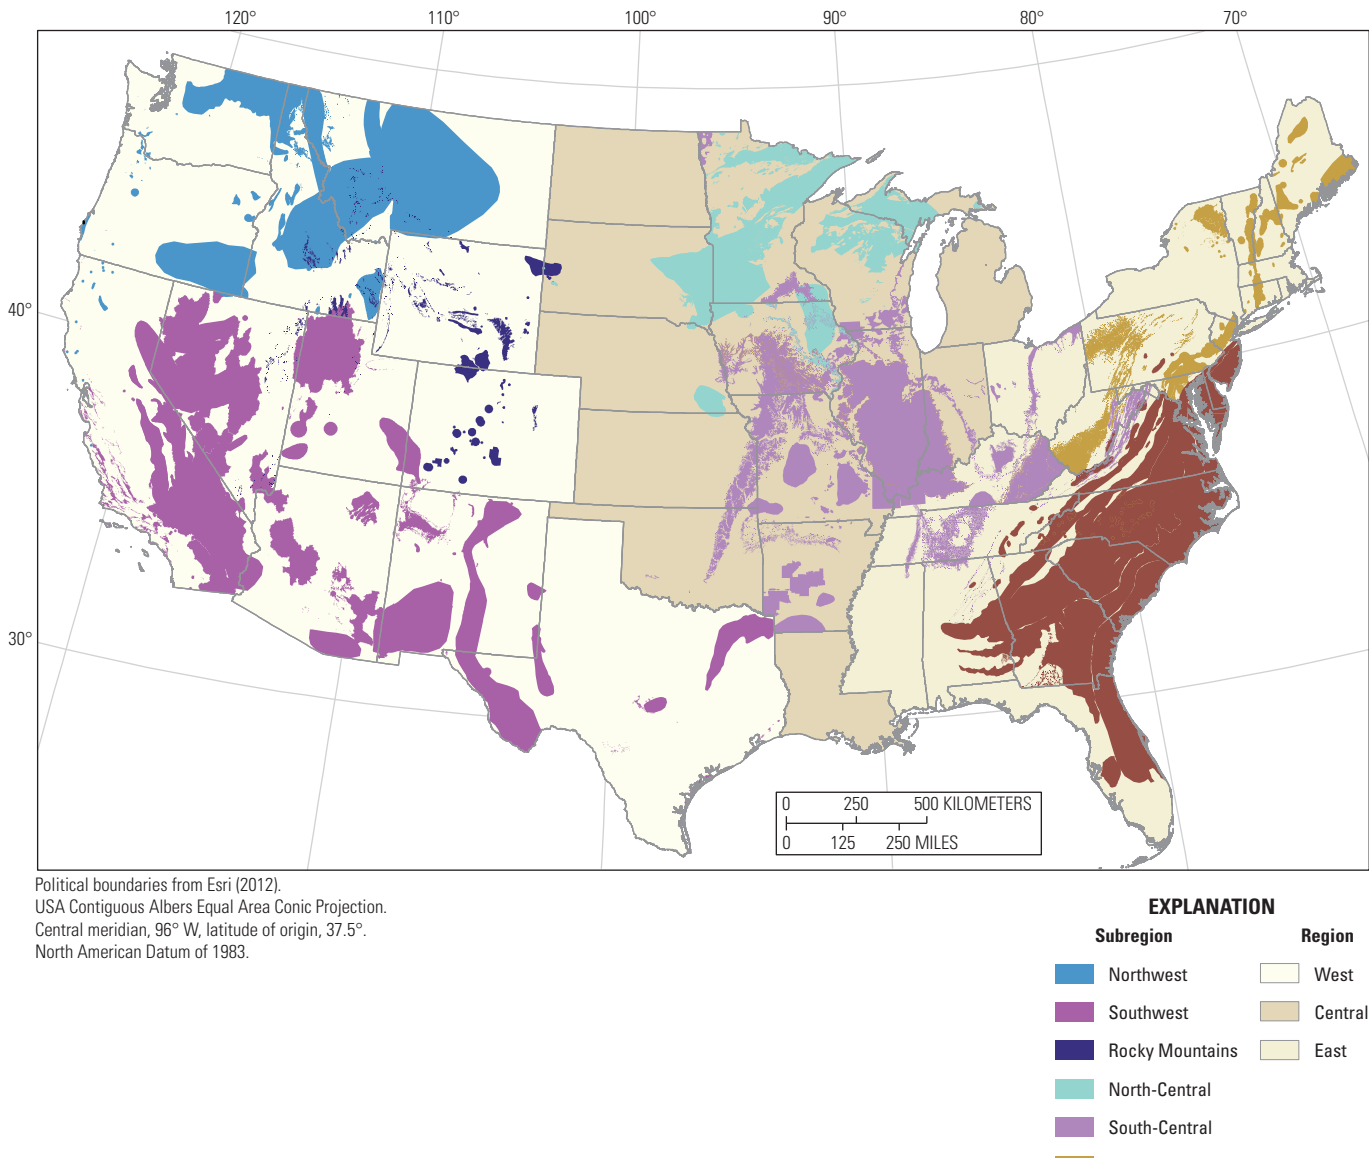 120° 110° 100° 90° 80° 70°
40°
30°
0 250 500 KILOMETERS
0 125 250 MILES
Political boundaries from Esri (2012).
USA Contiguous Albers Equal Area Conic Projection.
Central meridian, 96° W, latitude of origin, 37.5°.
North American Datum of 1983.
EXPLANATION
Subregion Region
Northwest West
Southwest Central
Rocky Mountains East
North-Central
South-Central